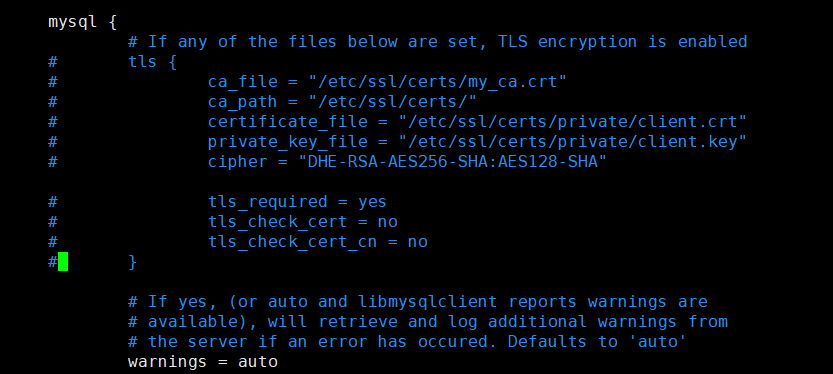 mysql {
# If any of the files below are set, TLS encryption is enabled
# tls {
# ca_file = "/etc/ssl/certs/my_ca.crt"
# ca_path = "/etc/ssl/certs/"
# certificate_file = "/etc/ssl/certs/private/client.crt"
# private_key_file = "/etc/ssl/certs/private/client.key"
# cipher = "DHE-RSA-AES256-SHA:AES128-SHA"
# tls_required = yes
# tls_check_cert = no
# tls_check_cert_cn = no
# }
# If yes, (or auto and libmysqlclient reports warnings are
# available), will retrieve and log additional warnings from
# the server if an error has occured. Defaults to 'auto'
warnings = auto